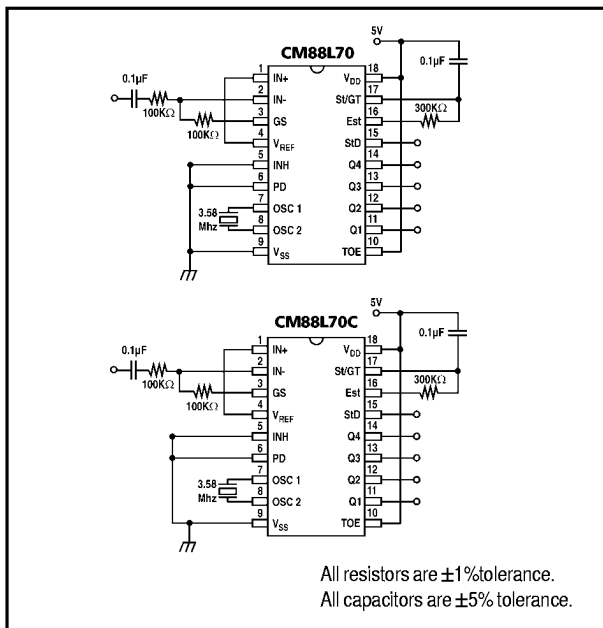 CM88L70
5V
0.1µF
0.1µF
100KΩ
100KΩ
300KΩ
3.58
Mhz
1 IN+
2 IN-
3 GS
4 VREF
5 INH
6 PD
7 OSC 1
8 OSC 2
9 VSS
18 VDD
17 St/GT
16 Est
15 StD
14 Q4
13 Q3
12 Q2
11 Q1
10 TOE
CM88L70C
5V
0.1µF
0.1µF
100KΩ
100KΩ
300KΩ
3.58
Mhz
1 IN+
2 IN-
3 GS
4 VREF
5 INH
6 PD
7 OSC 1
8 OSC 2
9 VSS
18 VDD
17 St/GT
16 Est
15 StD
14 Q4
13 Q3
12 Q2
11 Q1
10 TOE
All resistors are ±1%tolerance.
All capacitors are ±5% tolerance.